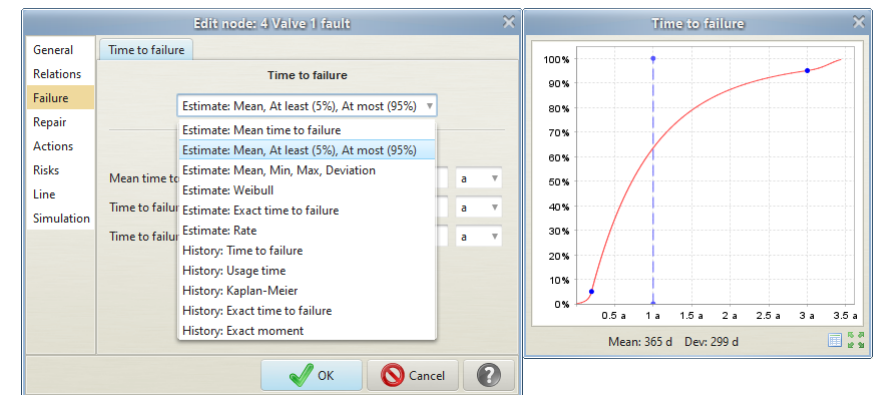 Edit node: 4 Valve 1 fault
General
Relations
Failure
Repair
Actions
Risks
Line
Simulation
Time to failure
Time to failure
Estimate: Mean, At least (5%), At most (95%)
Estimate: Mean time to failure
Estimate: Mean, At least (5%), At most (95%)
Estimate: Mean, Min, Max, Deviation
Estimate: Weibull
Estimate: Exact time to failure
Estimate: Rate
History: Time to failure
History: Usage time
History: Kaplan-Meier
History: Exact time to failure
History: Exact moment
Mean time to
a
Time to failur
a
Time to failur
a
OK
Cancel
?
Time to failure
100%
90%
80%
70%
60%
50%
40%
30%
20%
10%
0%
0.5 a 1 a 1.5 a 2 a 2.5 a 3 a 3.5 a
Mean: 365 d Dev: 299 d